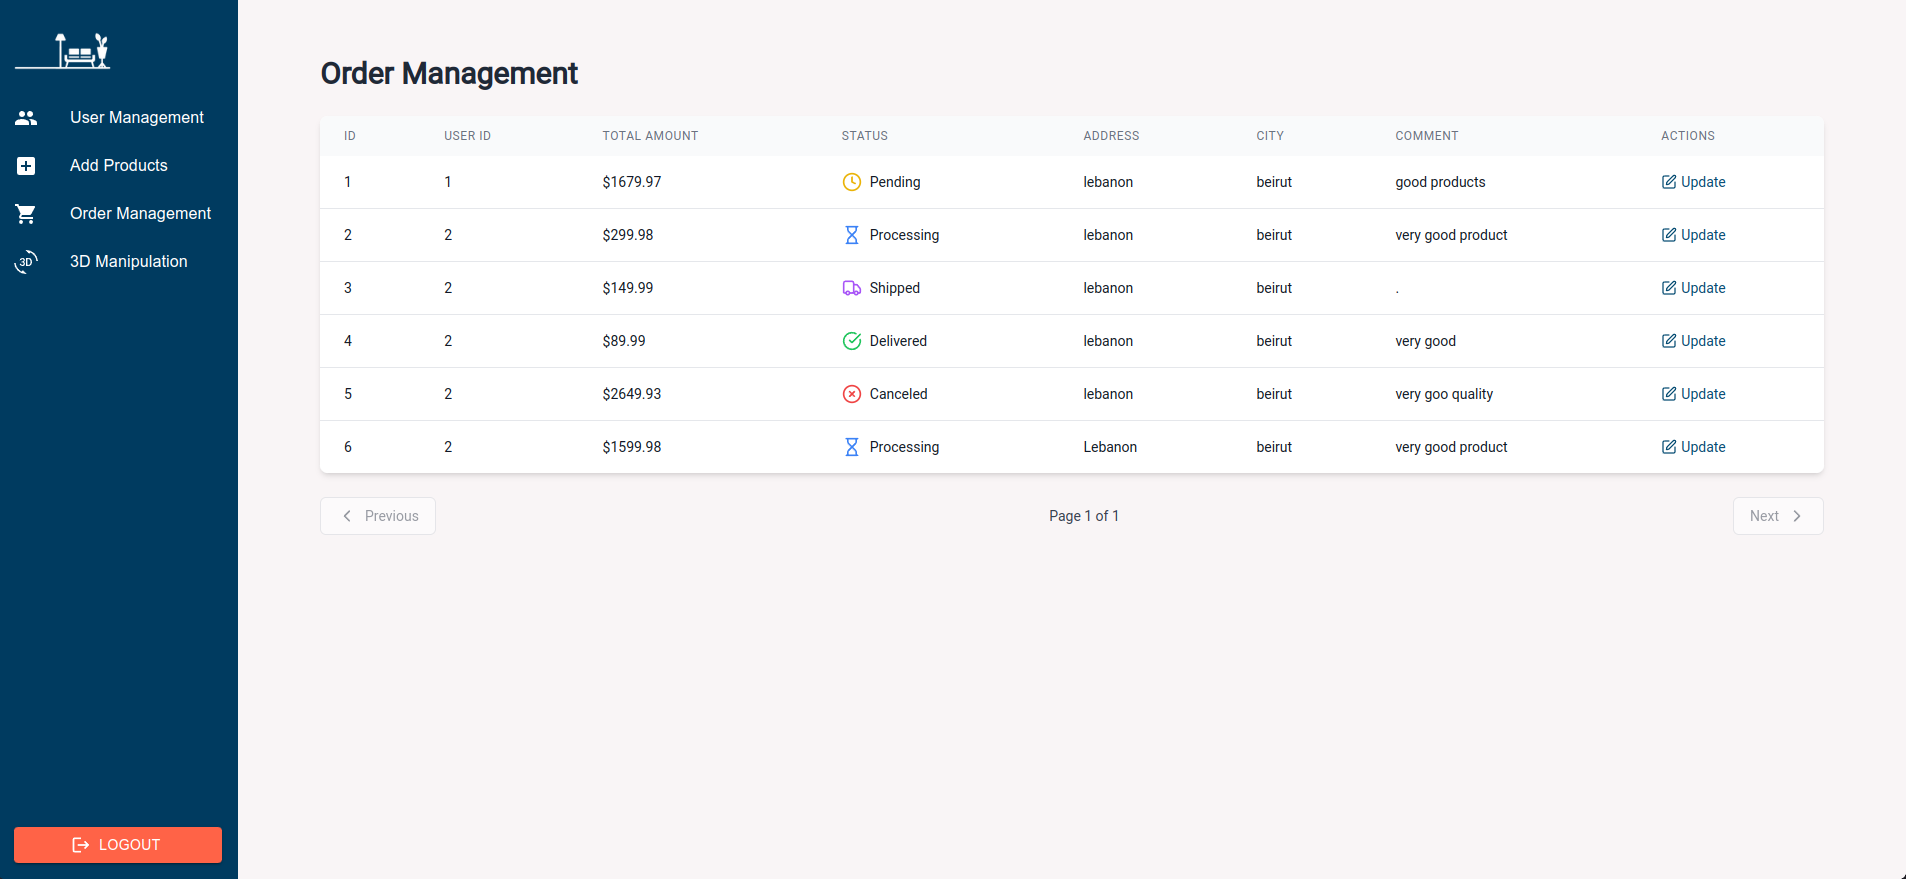 Order Management
User Management
Add Products
Order Management
3D 3D Manipulation
LOGOUT
ID USER ID TOTAL AMOUNT STATUS ADDRESS CITY COMMENT ACTIONS
1 1 $1679.97 Pending lebanon beirut good products Update
2 2 $299.98 Processing lebanon beirut very good product Update
3 2 $149.99 Shipped lebanon beirut . Update
4 2 $89.99 Delivered lebanon beirut very good Update
5 2 $2649.93 Canceled lebanon beirut very goo quality Update
6 2 $1599.98 Processing Lebanon beirut very good product Update
Previous Page 1 of 1 Next